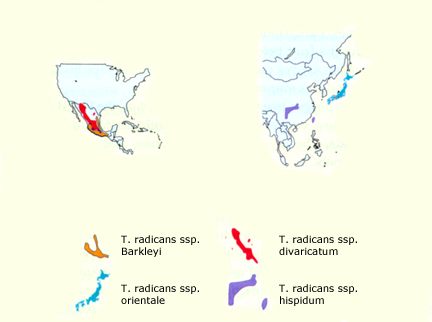 T. radicans ssp.
Barkleyi
T. radicans ssp.
divaricatum
T. radicans ssp.
orientale
T. radicans ssp.
hispidum